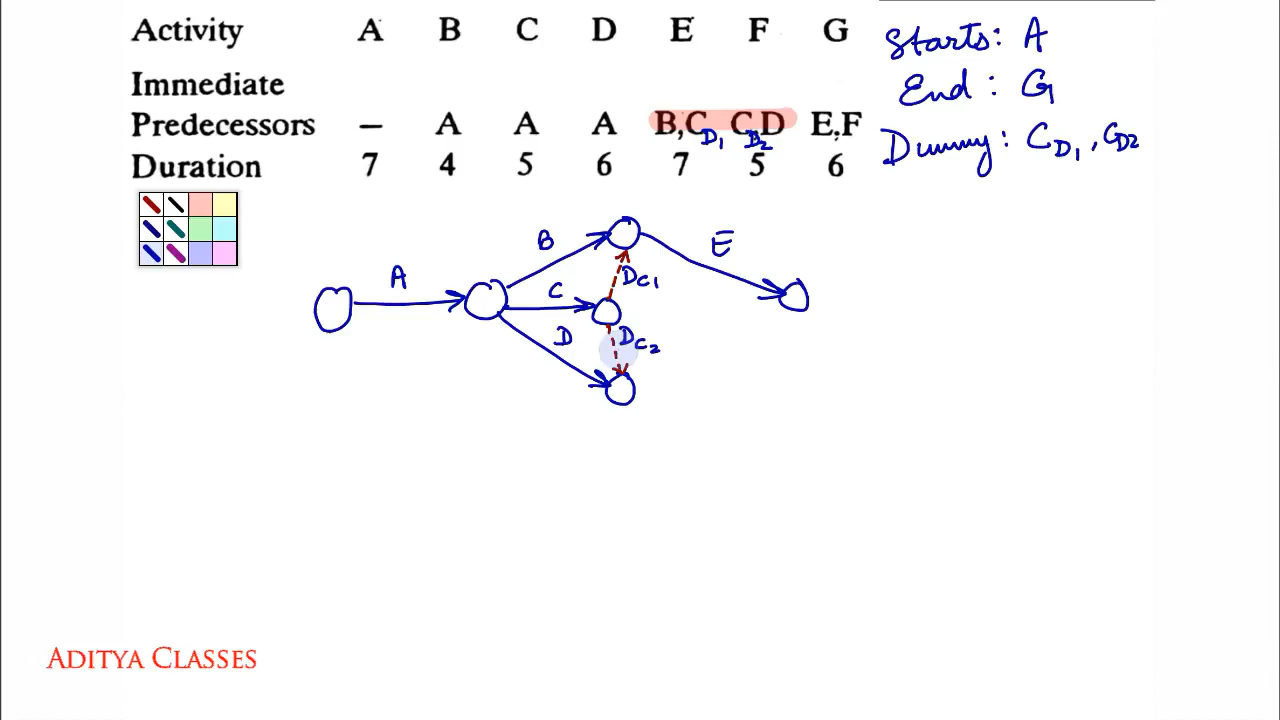 Activity A B C D E F G
Immediate
Predecessors – A A A B,C C,D E,F
D1 D2
Duration 7 4 5 6 7 5 6
Starts: A
End: G
Dummy: CD1, CD2
A
B
C
D
DC1
DC2
E
ADITYA CLASSES